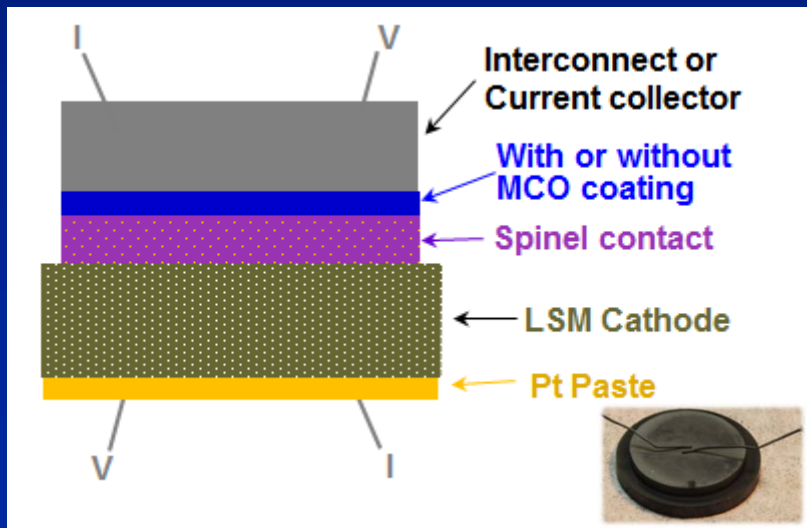 I
V
Interconnect or
Current collector
With or without
MCO coating
Spinel contact
LSM Cathode
Pt Paste
V
I